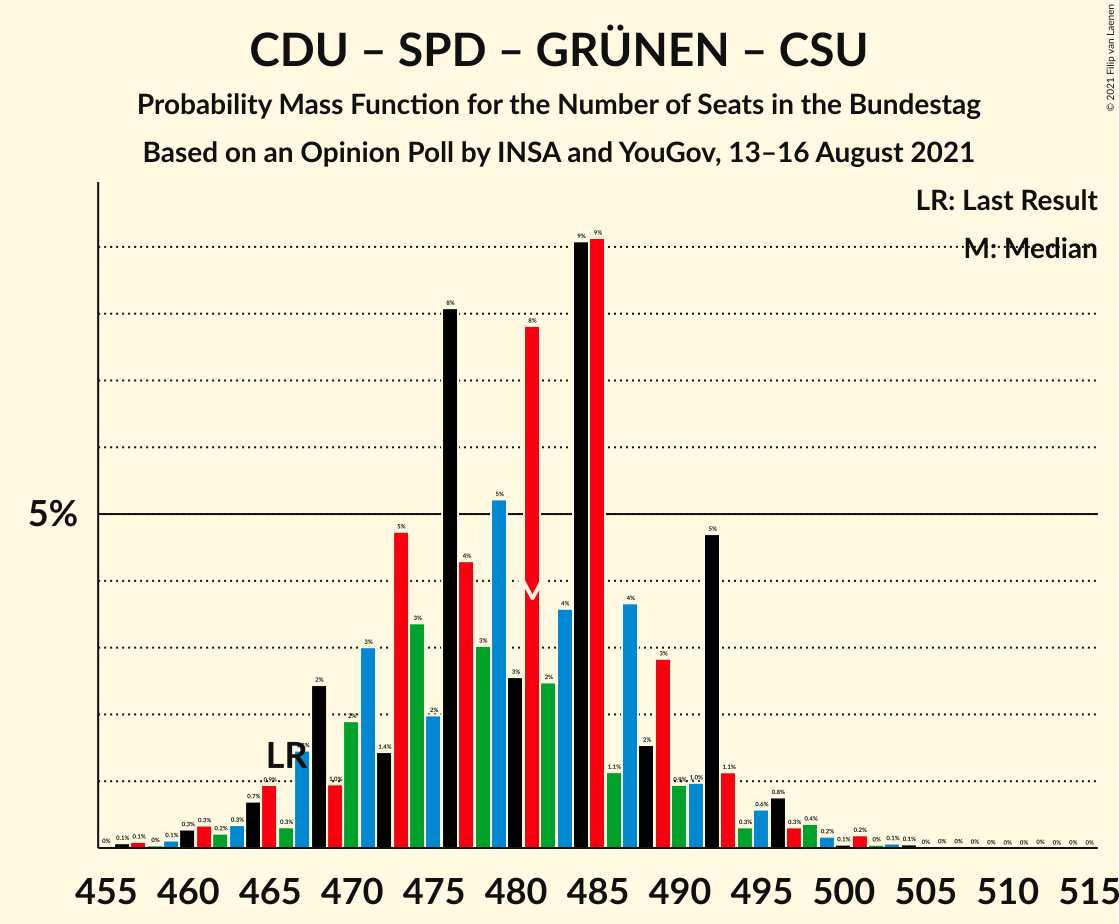 CDU – SPD – GRÜNEN – CSU
Probability Mass Function for the Number of Seats in the Bundestag
Based on an Opinion Poll by INSA and YouGov, 13–16 August 2021
© 2021 Filip van Laenen
LR: Last Result
M: Median
5%
LR
0% 0.1% 0.1% 0% 0.1% 0.3% 0.3% 0.2% 0.3% 0.7% 0.9% 0.3% 2% 1.0% 2% 3% 1.4% 5% 3% 2% 8% 4% 3% 5% 3% 8% 2% 4% 9% 9% 1.1% 4% 2% 3% 0.9% 1.0% 5% 1.1% 0.3% 0.6% 0.8% 0.3% 0.4% 0.2% 0.1% 0.2% 0% 0.1% 0.1% 0% 0% 0% 0% 0% 0% 0% 0% 0% 0% 0%
455 460 465 470 475 480 485 490 495 500 505 510 515